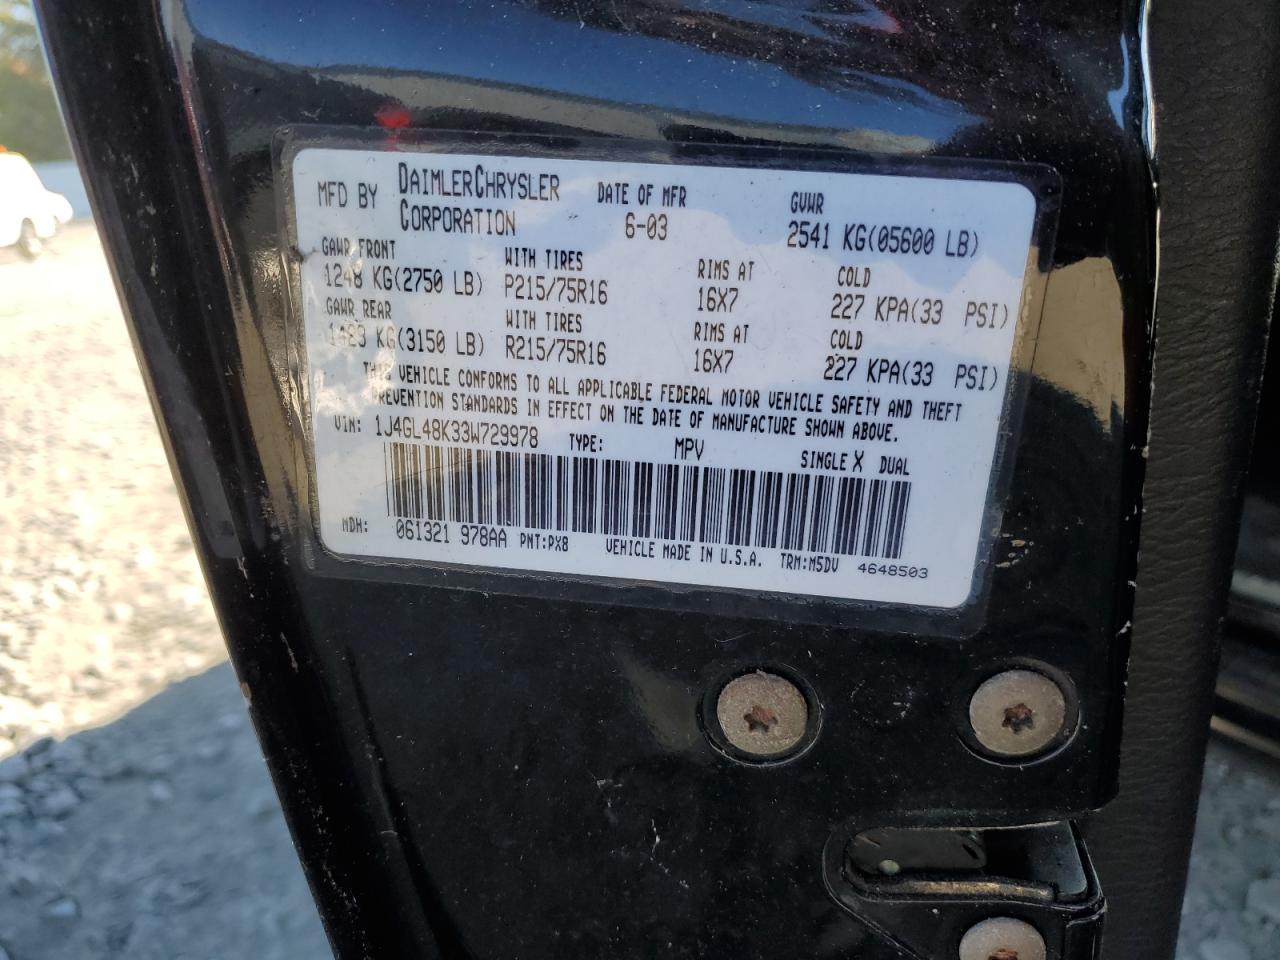 MFD BY DAIMLERCHRYSLER CORPORATION DATE OF MFR 6-03 GVWR 2541 KG(05600 LB)
GAWR FRONT WITH TIRES RIMS AT COLD
1248 KG(2750 LB) P215/75R16 16X7 227 KPA(33 PSI)
GAWR REAR WITH TIRES RIMS AT COLD
1429 KG(3150 LB) R215/75R16 16X7 227 KPA(33 PSI)
THIS VEHICLE CONFORMS TO ALL APPLICABLE FEDERAL MOTOR VEHICLE SAFETY AND THEFT
PREVENTION STANDARDS IN EFFECT ON THE DATE OF MANUFACTURE SHOWN ABOVE.
VIN: 1J4GL48K33W729978 TYPE: MPV SINGLE X DUAL
MDH: 061321 978AA PNT:PX8 VEHICLE MADE IN U.S.A. TRM:M5DV 4648503